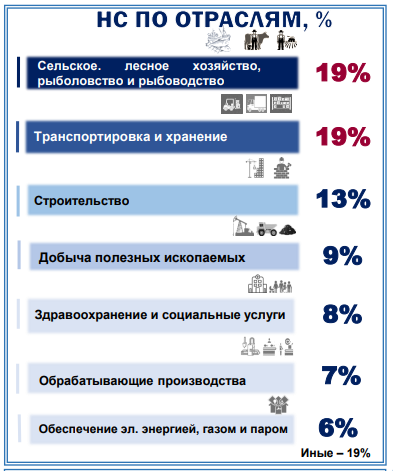 НС ПО ОТРАСЛЯМ, %
Сельское. лесное хозяйство,
рыболовство и рыбоводство
19%
Транспортировка и хранение
19%
Строительство
13%
Добыча полезных ископаемых
9%
Здравоохранение и социальные услуги
8%
Обрабатывающие производства
7%
Обеспечение эл. энергией, газом и паром
6%
Иные – 19%